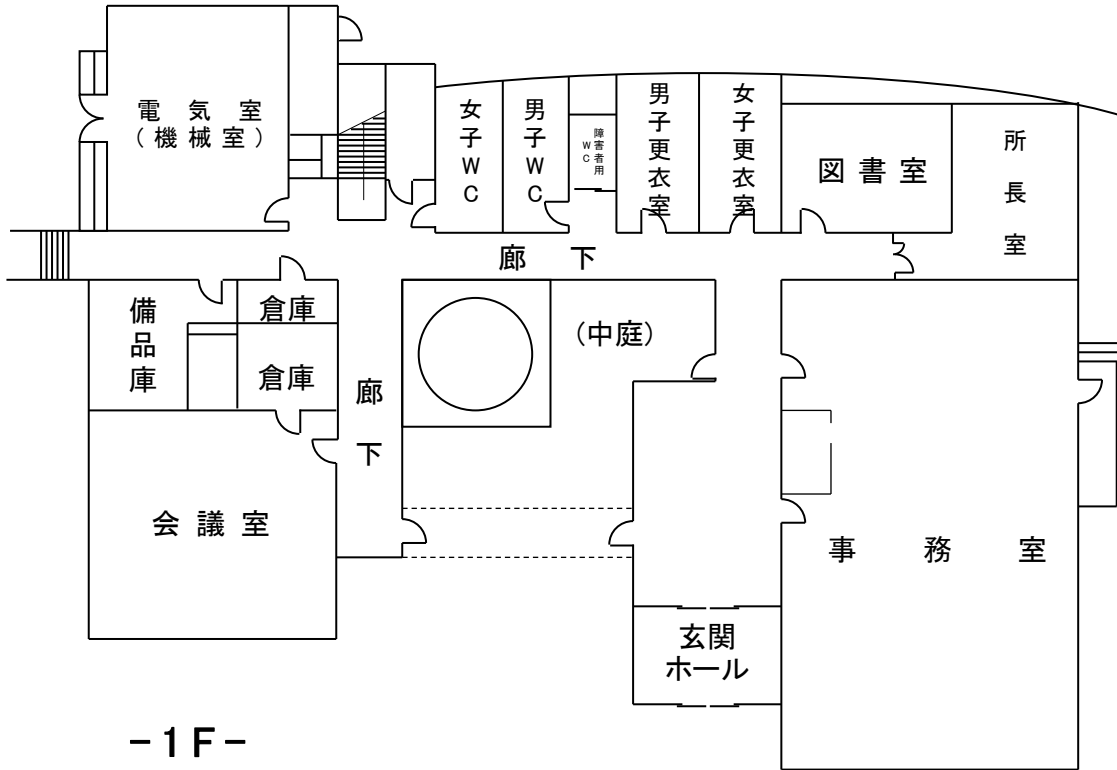 電気室
(機械室)
女子WC
男子WC
障害者用
WC
男子更衣室
女子更衣室
図書室
所長室
廊下
備品庫
倉庫
倉庫
廊下
(中庭)
会議室
事務室
玄関
ホール
-1F-